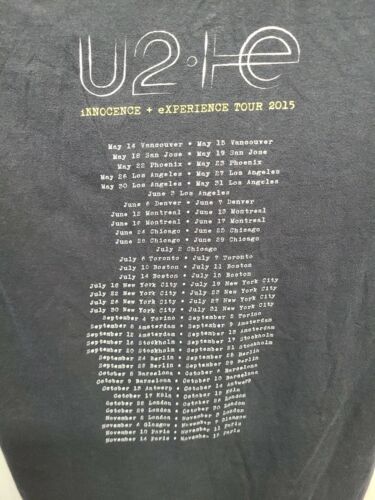 U2·ie
iNNOCENCE + eXPERIENCE TOUR 2015
May 14 Vancouver • May 15 Vancouver
May 18 San Jose • May 19 San Jose
May 22 Phoenix • May 23 Phoenix
May 26 Los Angeles • May 27 Los Angeles
May 30 Los Angeles • May 31 Los Angeles
June 3 Los Angeles
June 6 Denver • June 7 Denver
June 12 Montreal • June 13 Montreal
June 16 Montreal • June 17 Montreal
June 24 Chicago • June 25 Chicago
June 28 Chicago • June 29 Chicago
July 2 Chicago
July 6 Toronto • July 7 Toronto
July 10 Boston • July 11 Boston
July 14 Boston • July 15 Boston
July 18 New York City • July 19 New York City
July 22 New York City • July 23 New York City
July 26 New York City • July 27 New York City
July 30 New York City • July 31 New York City
September 4 Torino • September 5 Torino
September 8 Amsterdam • September 9 Amsterdam
September 12 Amsterdam • September 13 Amsterdam
September 16 Stockholm • September 17 Stockholm
September 20 Stockholm • September 21 Stockholm
September 24 Berlin • September 25 Berlin
September 28 Berlin • September 29 Berlin
October 5 Barcelona • October 6 Barcelona
October 9 Barcelona • October 10 Barcelona
October 13 Antwerp • October 14 Antwerp
October 17 Köln • October 18 Köln
October 25 London • October 26 London
October 29 London • October 30 London
November 2 London • November 3 London
November 6 Glasgow • November 7 Glasgow
November 10 Paris • November 11 Paris
November 14 Paris • November 15 Paris